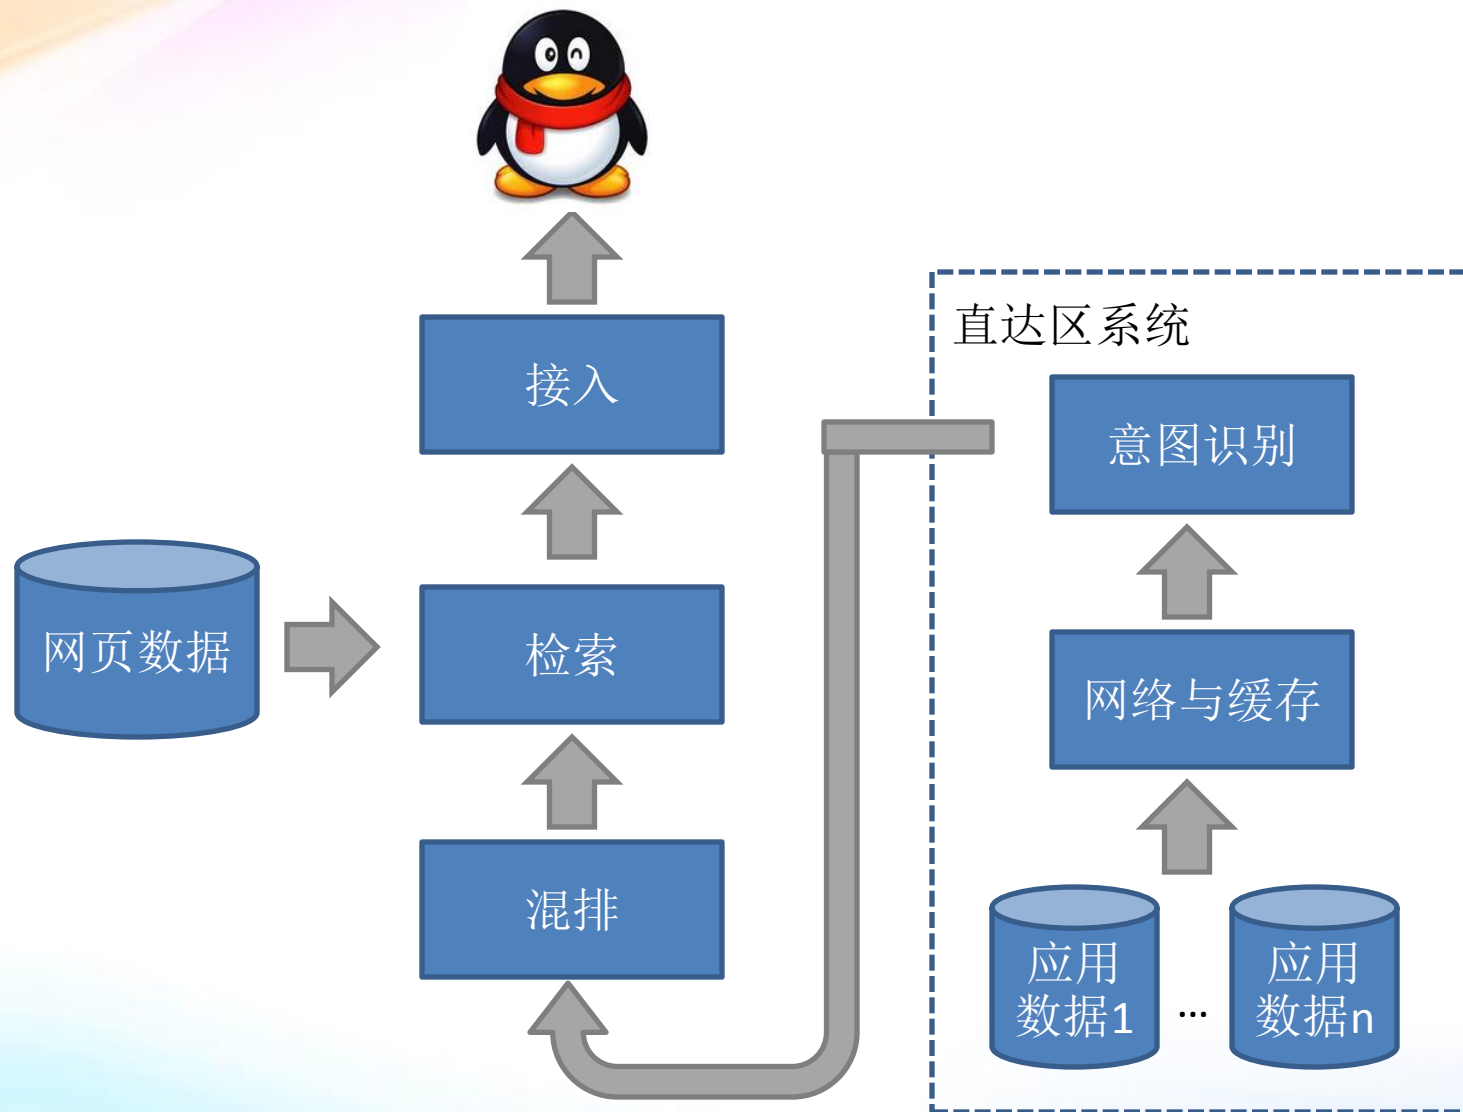 直达区系统
接入
意图识别
网页数据
检索
网络与缓存
混排
应用
数据1
...
应用
数据n